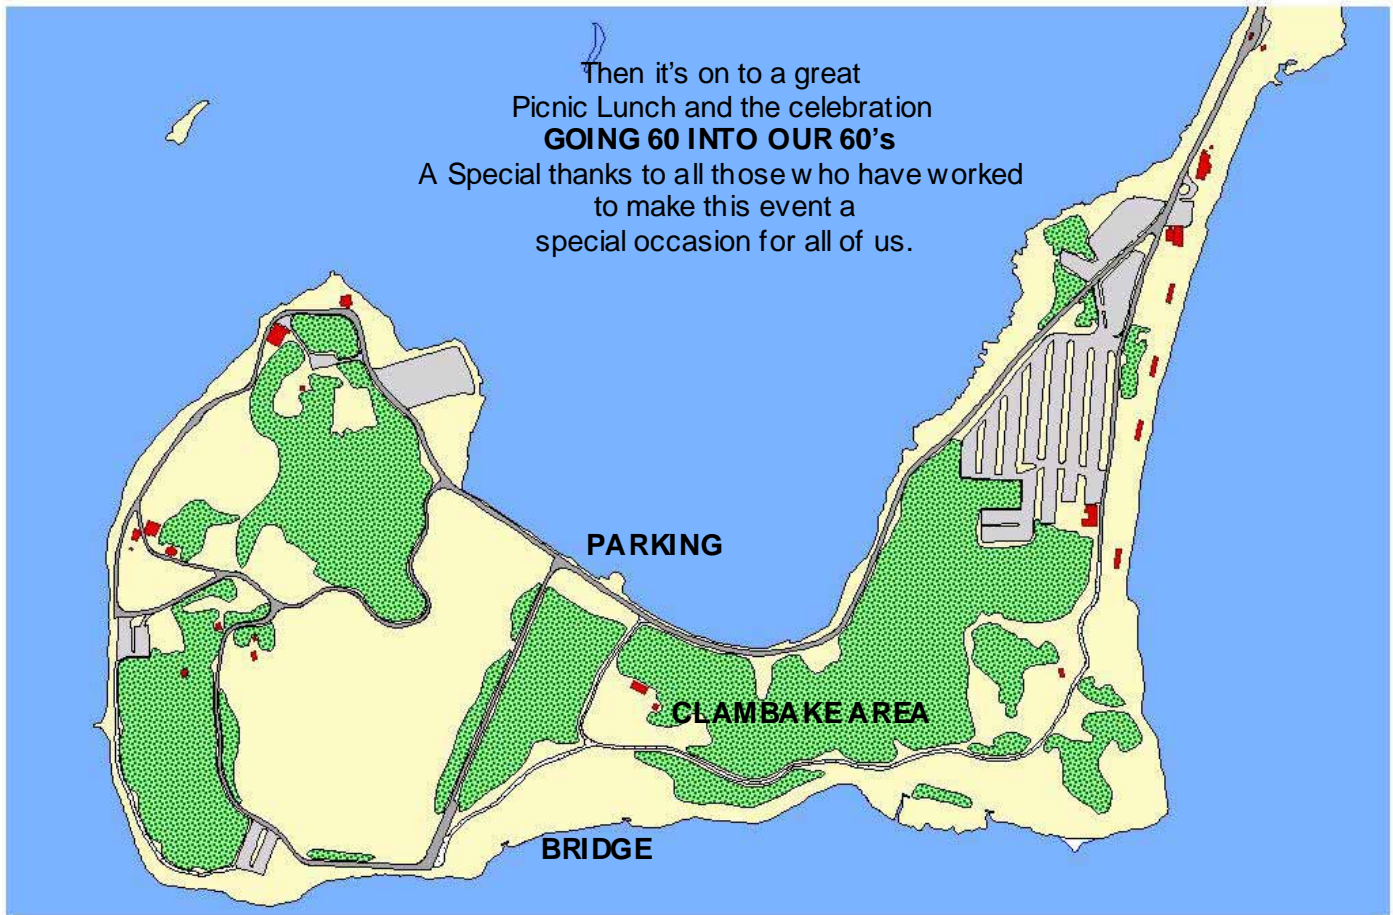 Then it's on to a great
Picnic Lunch and the celebration
GOING 60 INTO OUR 60's
A Special thanks to all those who have worked
to make this event a
special occasion for all of us.
PARKING
CLAMBAKE AREA
BRIDGE